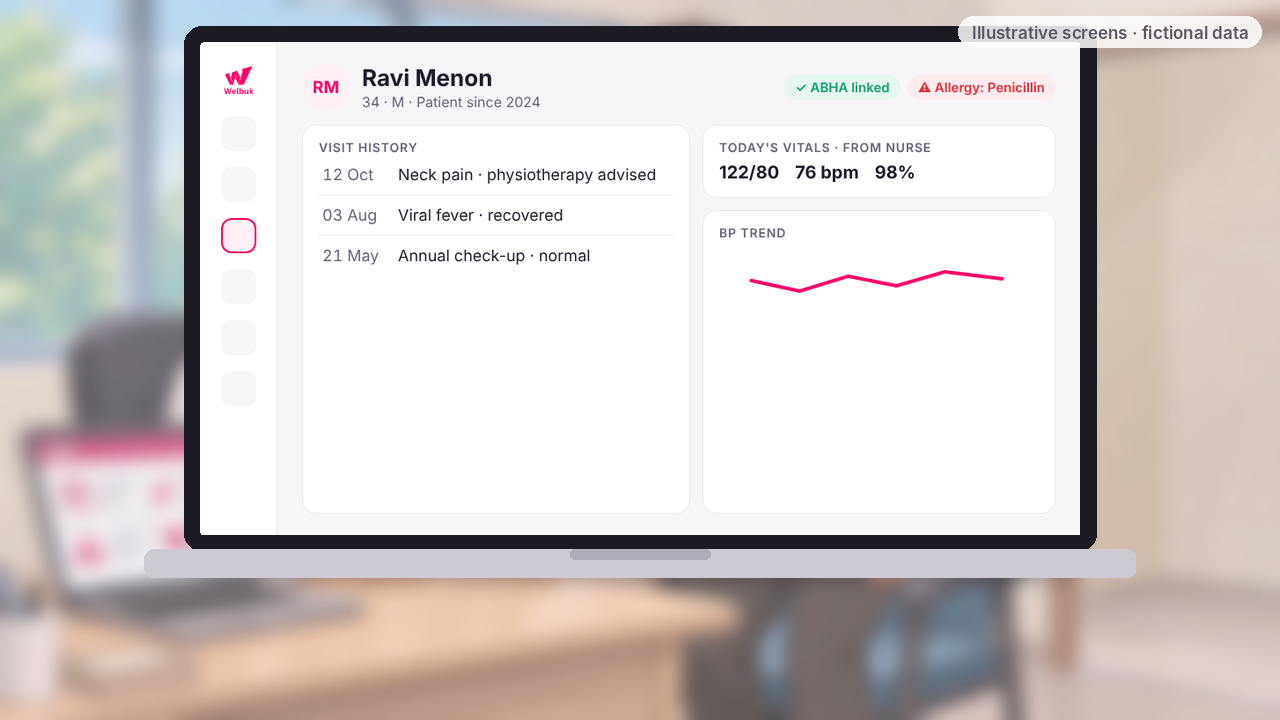 Illustrative screens · fictional data
Welbuk
RM
Ravi Menon
34 · M · Patient since 2024
✓ ABHA linked
⚠ Allergy: Penicillin
VISIT HISTORY
12 Oct Neck pain · physiotherapy advised
03 Aug Viral fever · recovered
21 May Annual check-up · normal
TODAY'S VITALS · FROM NURSE
122/80 76 bpm 98%
BP TREND